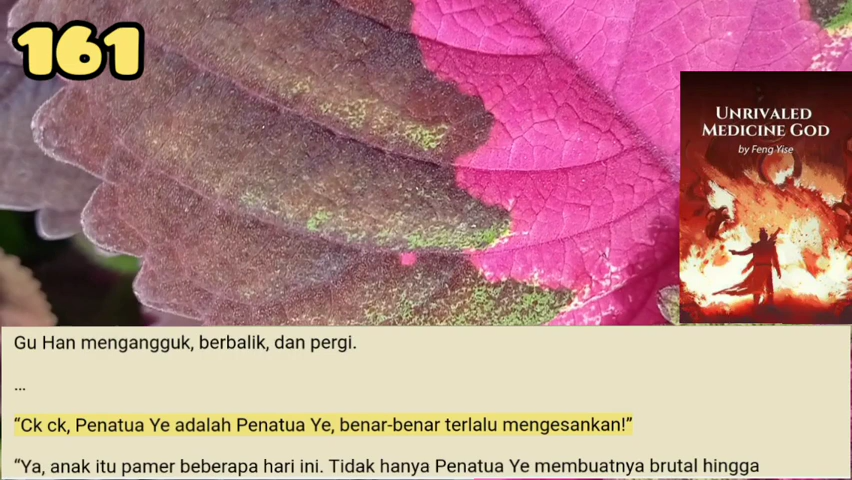 161
UNRIVALED
MEDICINE GOD
by Feng Yise
Gu Han mengangguk, berbalik, dan pergi.
...
“Ck ck, Penatua Ye adalah Penatua Ye, benar-benar terlalu mengesankan!”
“Ya, anak itu pamer beberapa hari ini. Tidak hanya Penatua Ye membuatnya brutal hingga